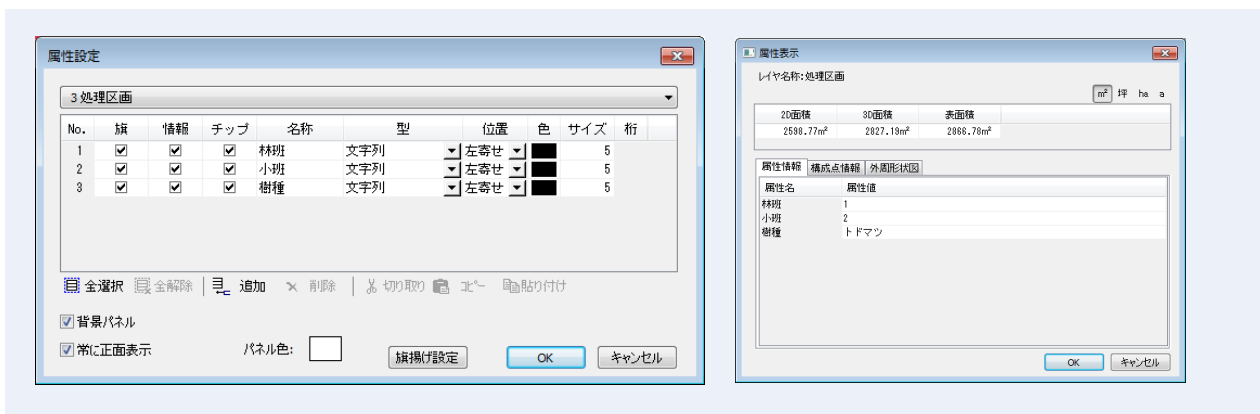 属性設定
3 処理区画
No. 旗 情報 チップ 名称 型 位置 色 サイズ 桁
1 林班 文字列 左寄せ 5
2 小班 文字列 左寄せ 5
3 樹種 文字列 左寄せ 5
全選択 全解除 追加 削除 切り取り コピー 貼り付け
背景パネル
常に正面表示 パネル色: 旗揚げ設定 OK キャンセル
属性表示
レイヤ名称:処理区画
m² 坪 ha a
2D面積 3D面積 表面積
2598.77m² 2827.19m² 2866.78m²
属性情報 構成点情報 外周形状図
属性名 属性値
林班 1
小班 2
樹種 トドマツ
OK キャンセル